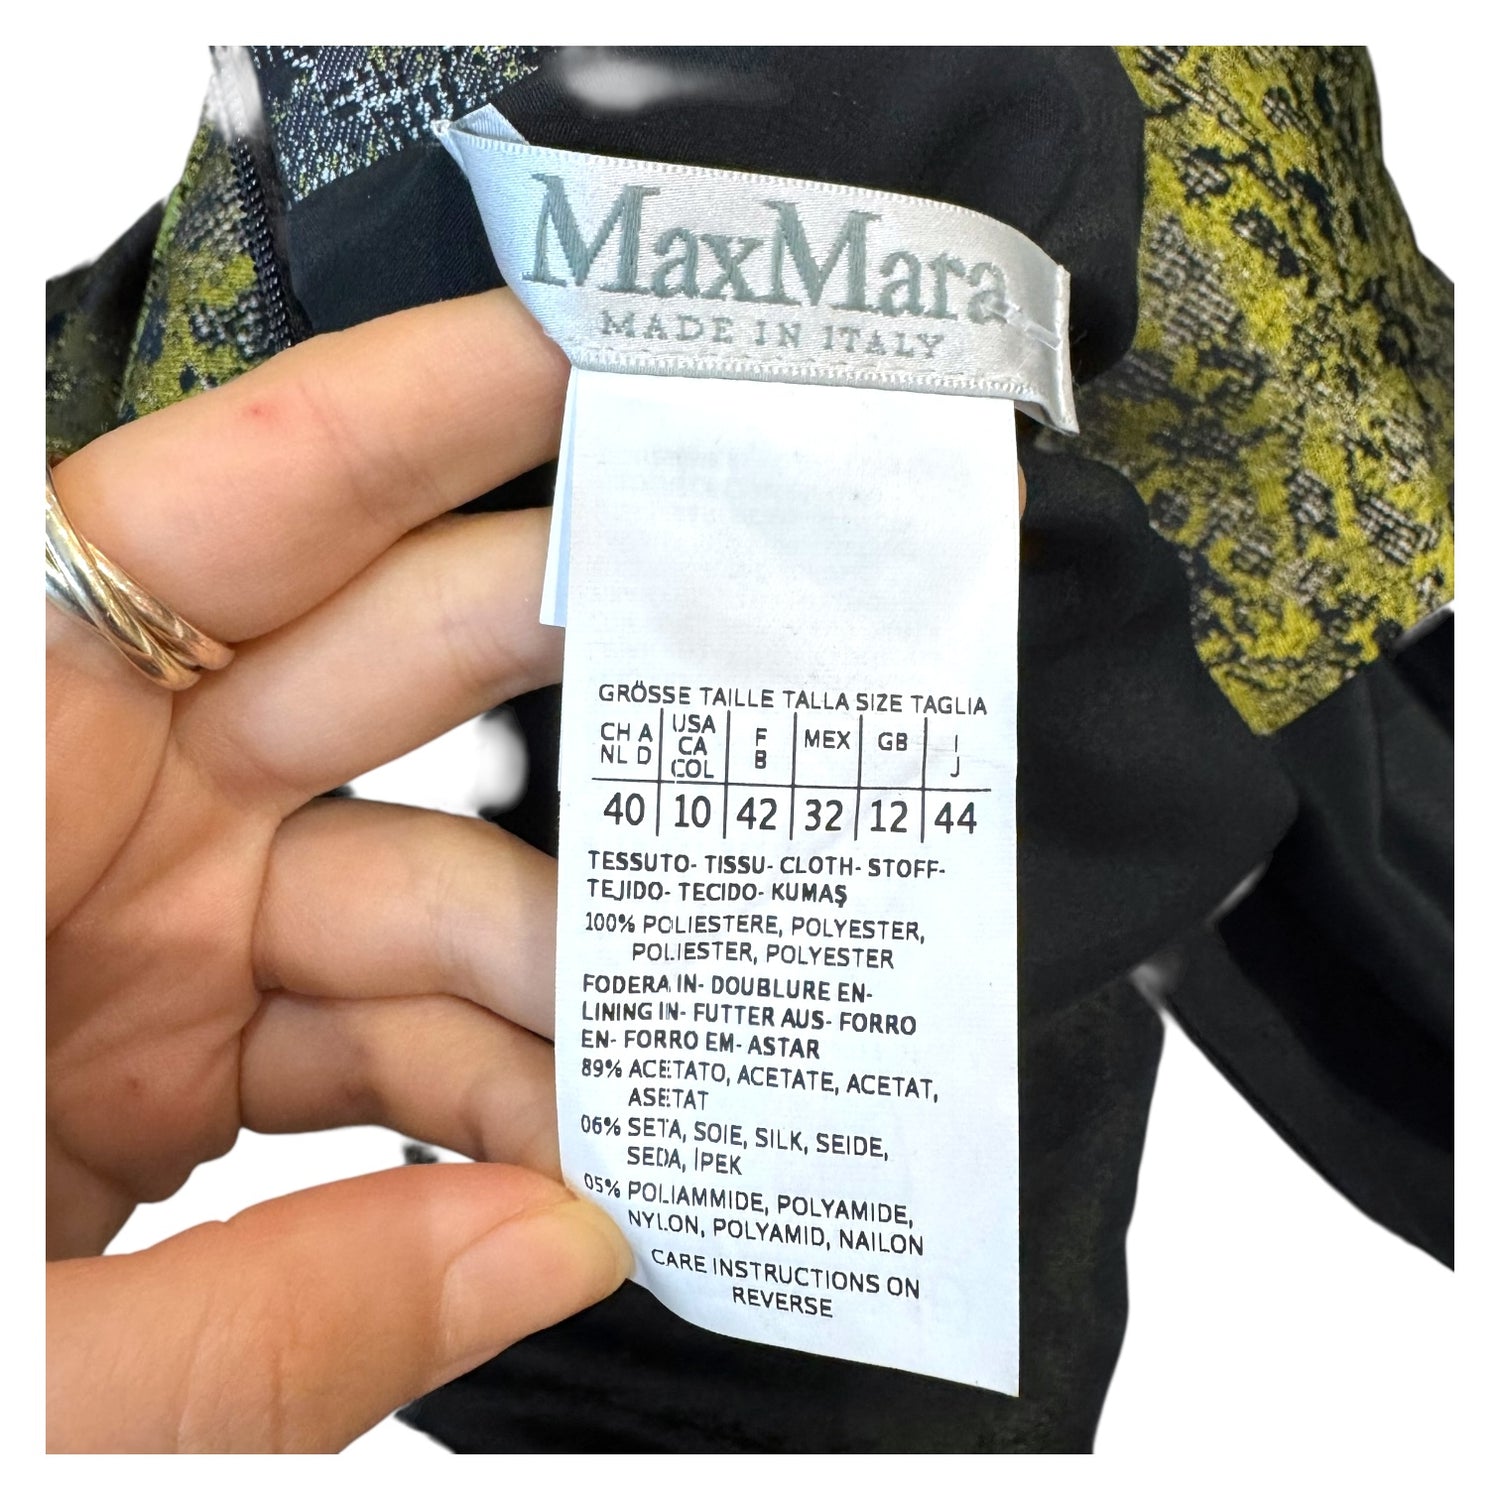 MaxMara
MADE IN ITALY
GRÖSSE TAILLE TALLA SIZE TAGLIA
CH A NL D | USA CA COL | F B | MEX | GB | I J
40 | 10 | 42 | 32 | 12 | 44
TESSUTO- TISSU- CLOTH- STOFF-
TEJIDO- TECIDO- KUMAŞ
100% POLIESTERE, POLYESTER,
POLIESTER, POLYESTER
FODERA IN- DOUBLURE EN-
LINING IN- FUTTER AUS- FORRO
EN- FORRO EM- ASTAR
89% ACETATO, ACETATE, ACETAT,
ASETAT
06% SETA, SOIE, SILK, SEIDE,
SEDA, İPEK
05% POLIAMMIDE, POLYAMIDE,
NYLON, POLYAMID, NAILON
CARE INSTRUCTIONS ON
REVERSE